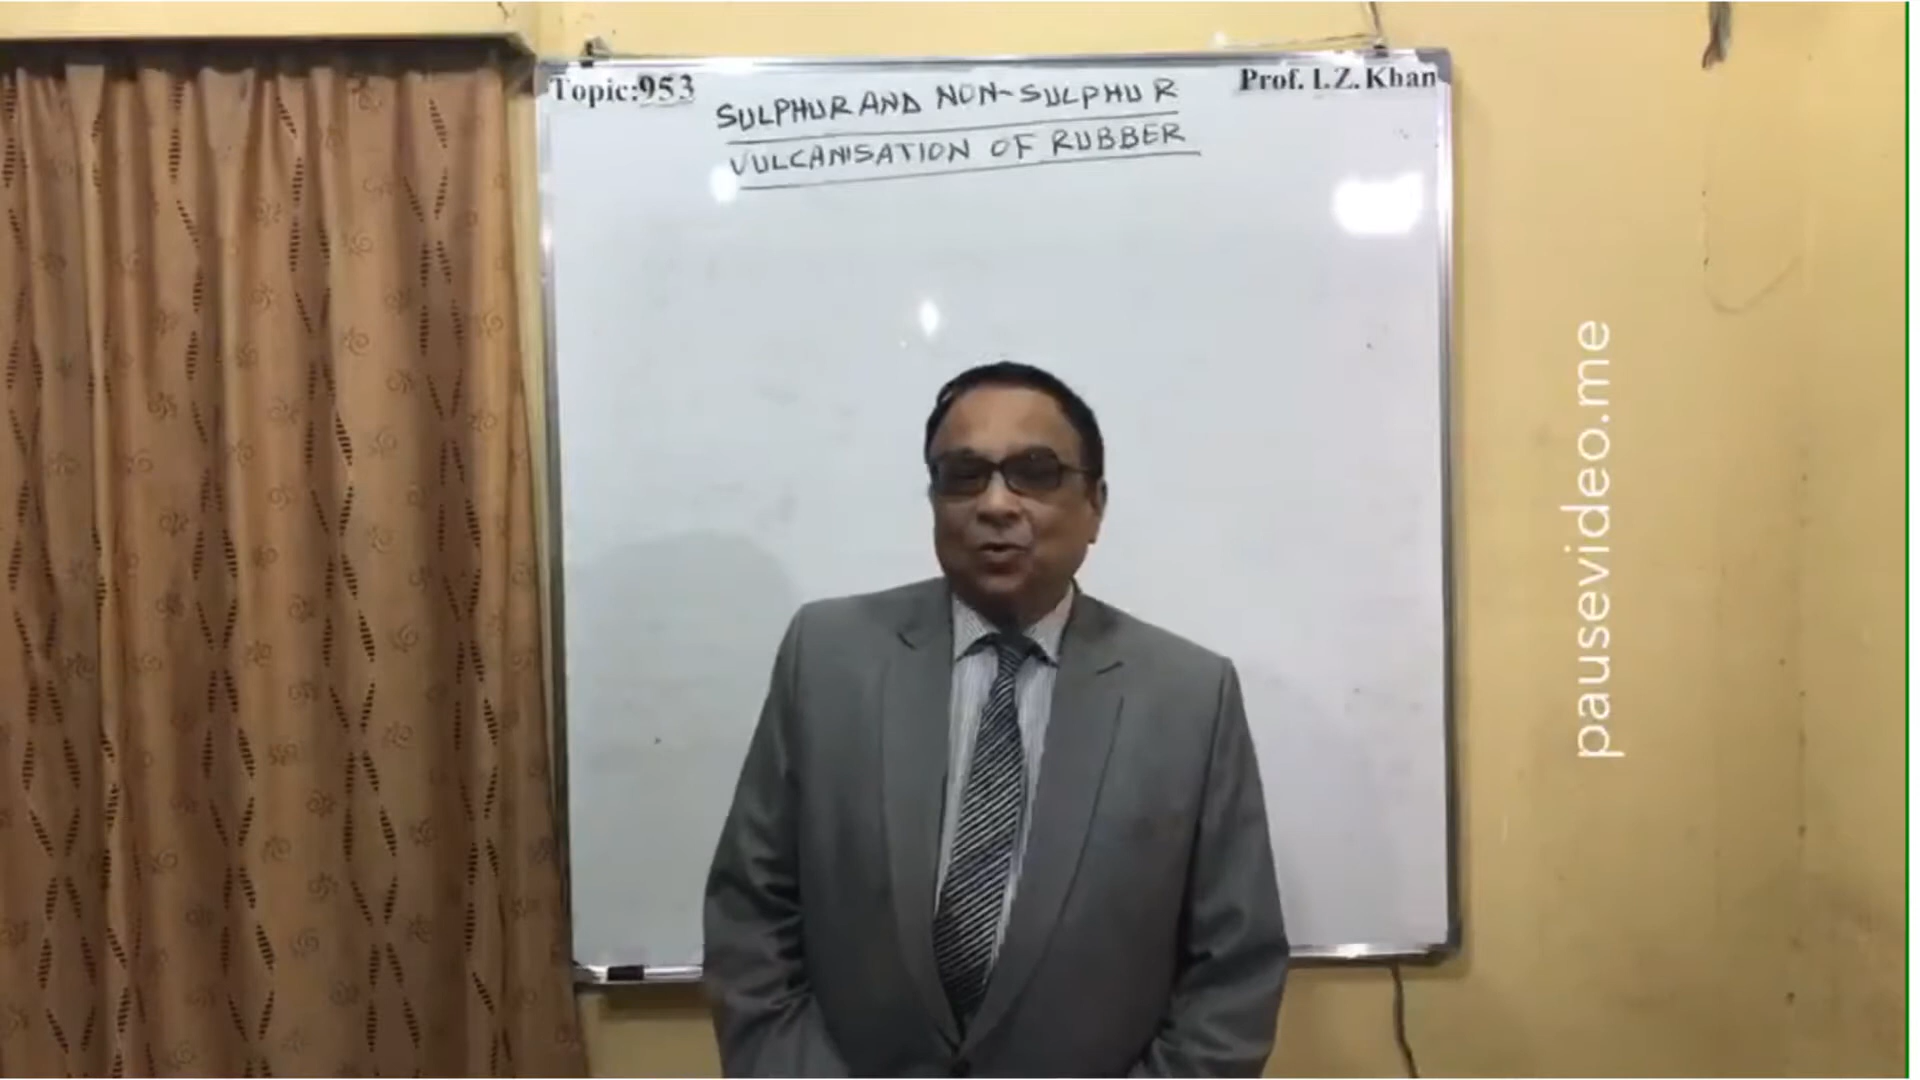 Topic:953
SULPHUR AND NON-SULPHUR
VULCANISATION OF RUBBER
Prof. I.Z. Khan
pausevideo.me